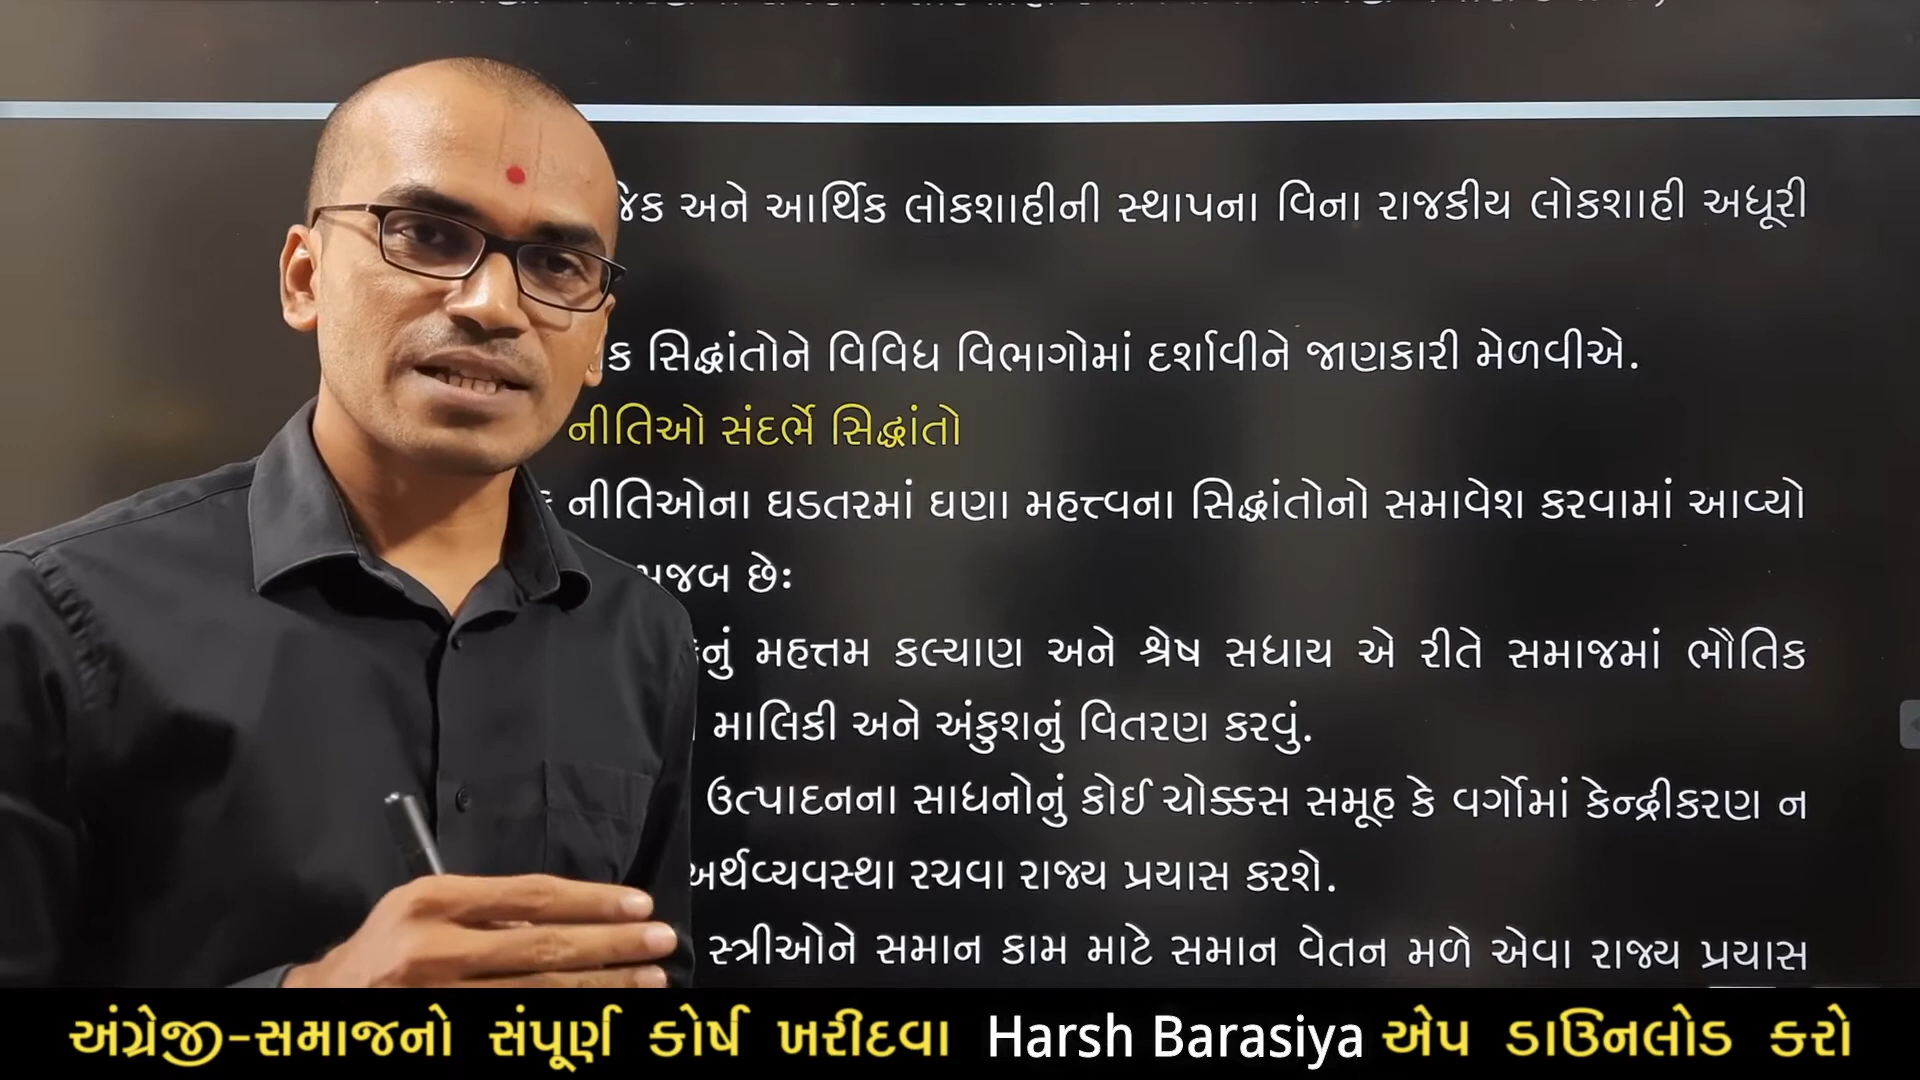 અને આર્થિક લોકશાહીની સ્થાપના વિના રાજકીય લોકશાહી અધૂરી
સિદ્ધાંતોને વિવિધ વિભાગોમાં દર્શાવીને જાણકારી મેળવીએ.
નીતિઓ સંદર્ભે સિદ્ધાંતો
નીતિઓના ઘડતરમાં ઘણા મહત્ત્વના સિદ્ધાંતોનો સમાવેશ કરવામાં આવ્યો
છેઃ
મહત્તમ કલ્યાણ અને શ્રેષ સધાય એ રીતે સમાજમાં ભૌતિક
માલિકી અને અંકુશનું વિતરણ કરવું.
ઉત્પાદનના સાધનોનું કોઈ ચોક્કસ સમૂહ કે વર્ગોમાં કેન્દ્રીકરણ ન
અર્થવ્યવસ્થા રચવા રાજ્ય પ્રયાસ કરશે.
સ્ત્રીઓને સમાન કામ માટે સમાન વેતન મળે એવા રાજ્ય પ્રયાસ
અંગ્રેજી-સમાજનો સંપૂર્ણ કોર્ષ ખરીદવા Harsh Barasiya એપ ડાઉનલોડ કરો